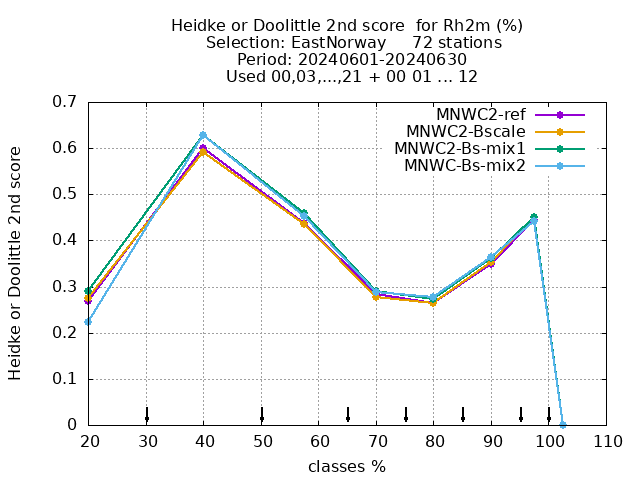 Heidke or Doolittle 2nd score  for Rh2m (%)
Selection: EastNorway     72 stations
Period: 20240601-20240630
Used 00,03,...,21 + 00 01 ... 12
MNWC2-ref
MNWC2-Bscale
MNWC2-Bs-mix1
MNWC-Bs-mix2
Heidke or Doolittle 2nd score
0.7
0.6
0.5
0.4
0.3
0.2
0.1
0
20 30 40 50 60 70 80 90 100 110
classes %